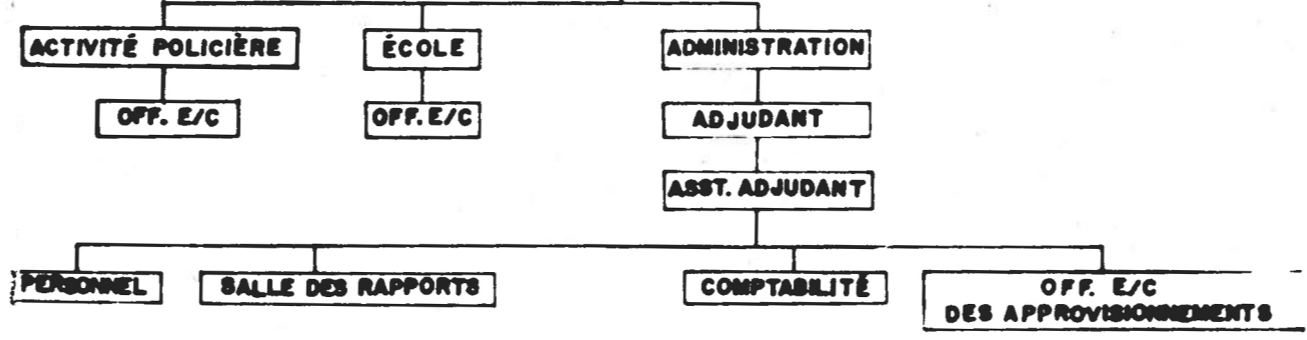 ACTIVITÉ POLICIÈRE
ÉCOLE
ADMINISTRATION
OFF. E/C
OFF. E/C
ADJUDANT
ASST. ADJUDANT
PERSONNEL
SALLE DES RAPPORTS
COMPTABILITÉ
OFF. E/C
DES APPROVISIONNEMENTS